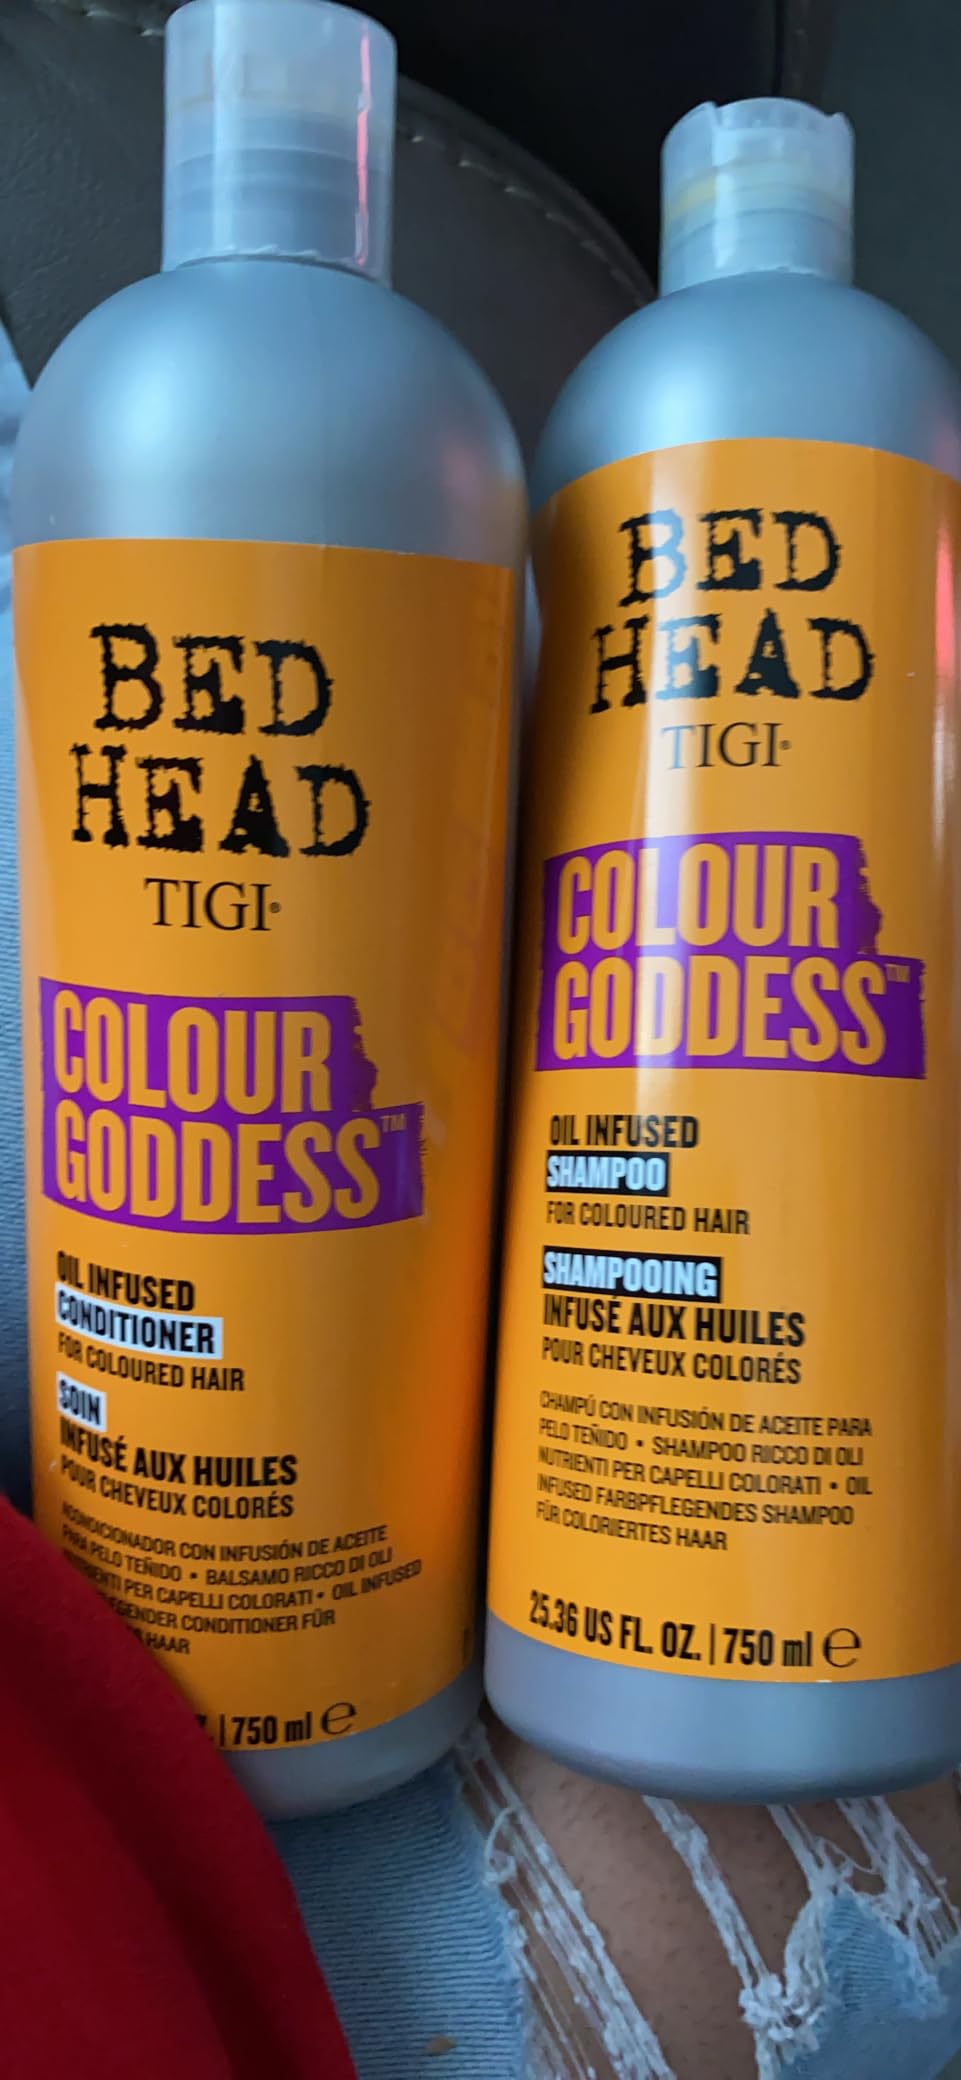 BED
HEAD
TIGI®
COLOUR
GODDESS™
OIL INFUSED
CONDITIONER
FOR COLOURED HAIR
SOIN
INFUSÉ AUX HUILES
POUR CHEVEUX COLORÉS
ACONDICIONADOR CON INFUSIÓN DE ACEITE
PARA PELO TEÑIDO • BALSAMO RICCO DI OLI
NUTRIENTI PER CAPELLI COLORATI • OIL INFUSED
CONDITIONER FÜR
HAAR
| 750 ml ℮
BED
HEAD
TIGI®
COLOUR
GODDESS™
OIL INFUSED
SHAMPOO
FOR COLOURED HAIR
SHAMPOOING
INFUSÉ AUX HUILES
POUR CHEVEUX COLORÉS
CHAMPÚ CON INFUSIÓN DE ACEITE PARA
PELO TEÑIDO • SHAMPOO RICCO DI OLI
NUTRIENTI PER CAPELLI COLORATI • OIL
INFUSED FARBPFLEGENDES SHAMPOO
FÜR COLORIERTES HAAR
25.36 US FL. OZ. | 750 ml ℮